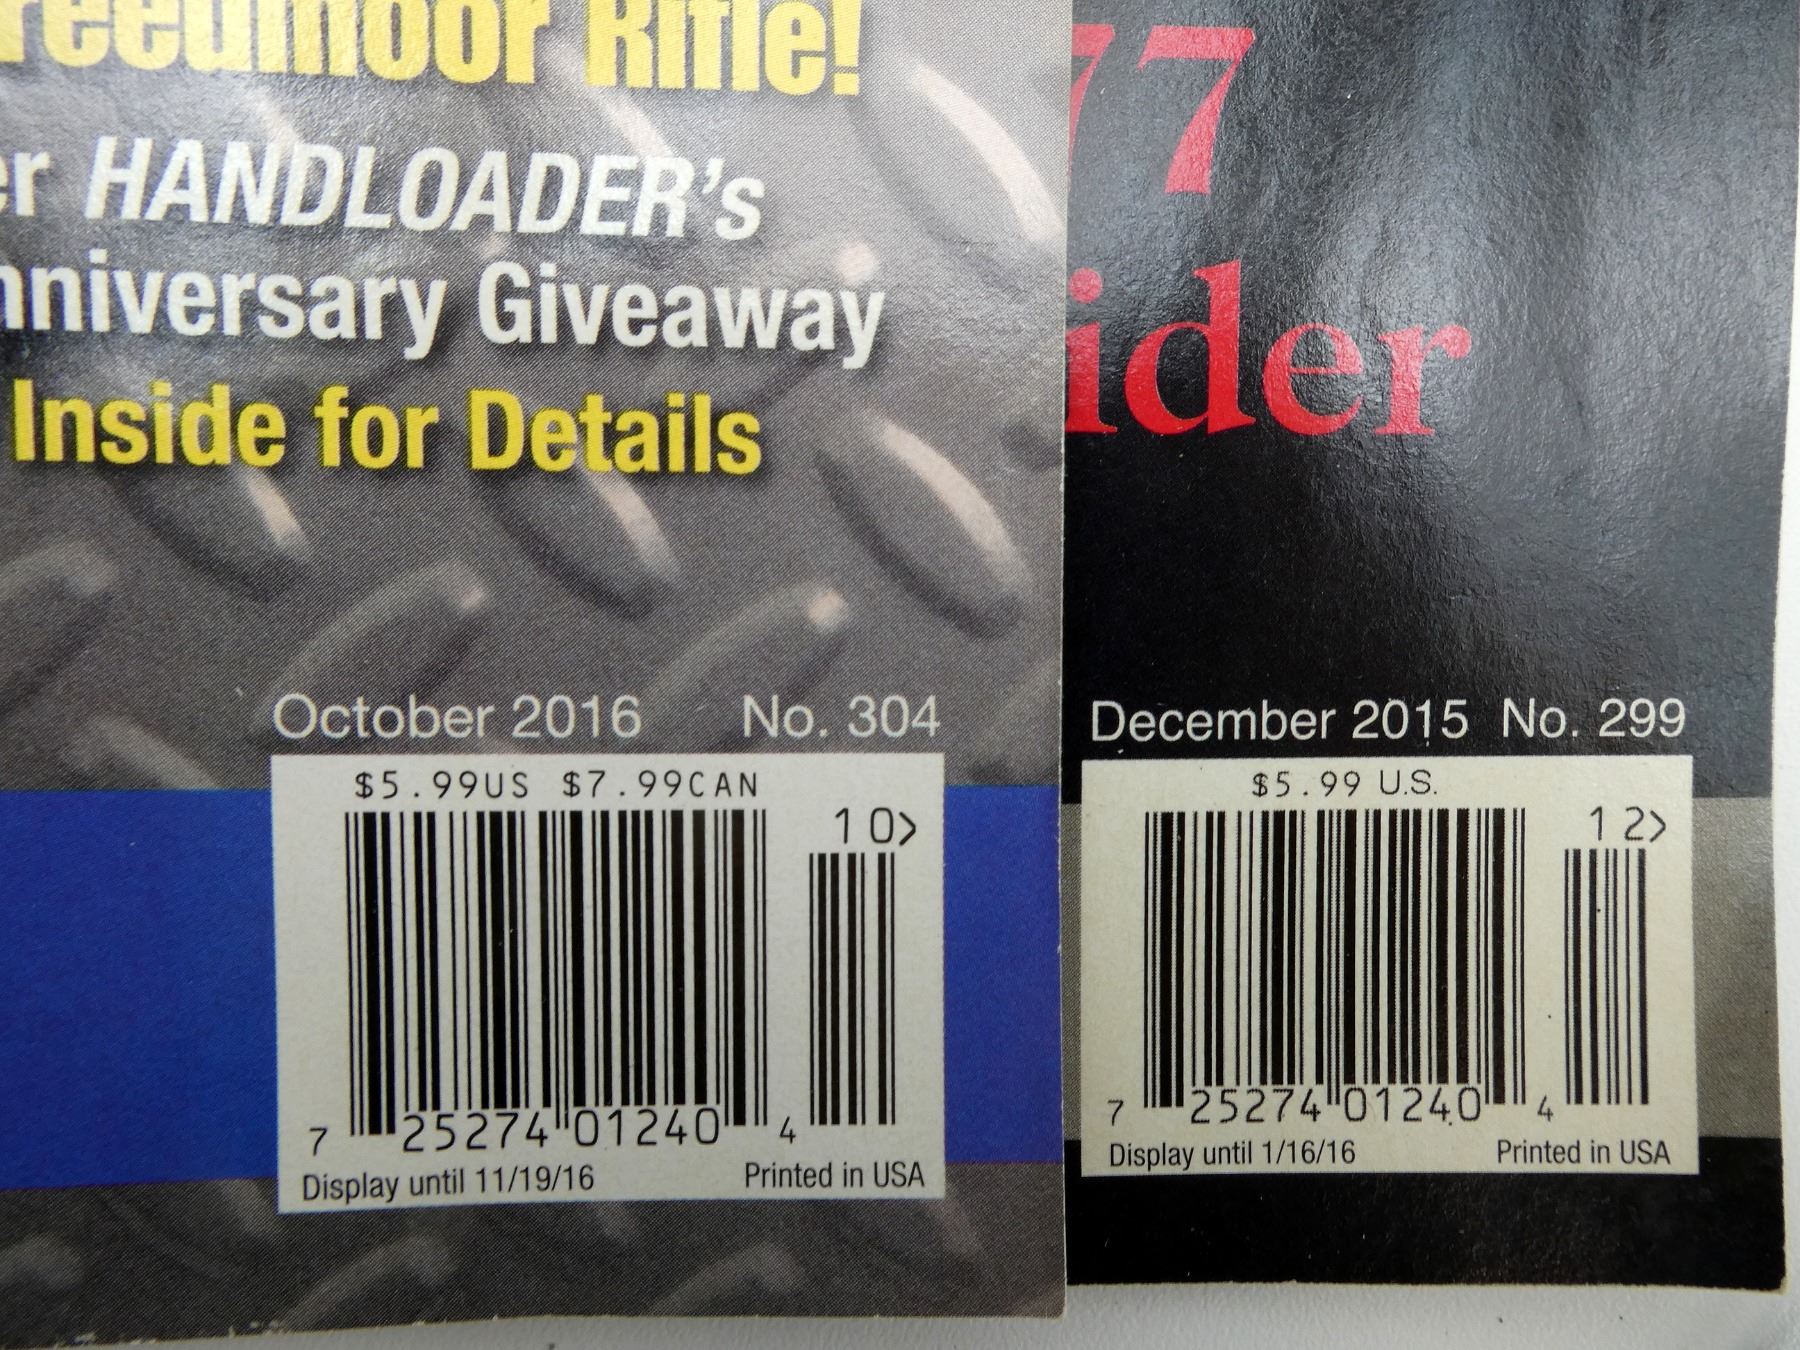 reedmoor Rifle!
er HANDLOADER's
nniversary Giveaway
Inside for Details
October 2016 No. 304
$5.99US $7.99CAN
10>
7 25274 01240 4
Display until 11/19/16 Printed in USA
77
ider
December 2015 No. 299
$5.99 U.S.
12>
7 25274 01240 4
Display until 1/16/16 Printed in USA